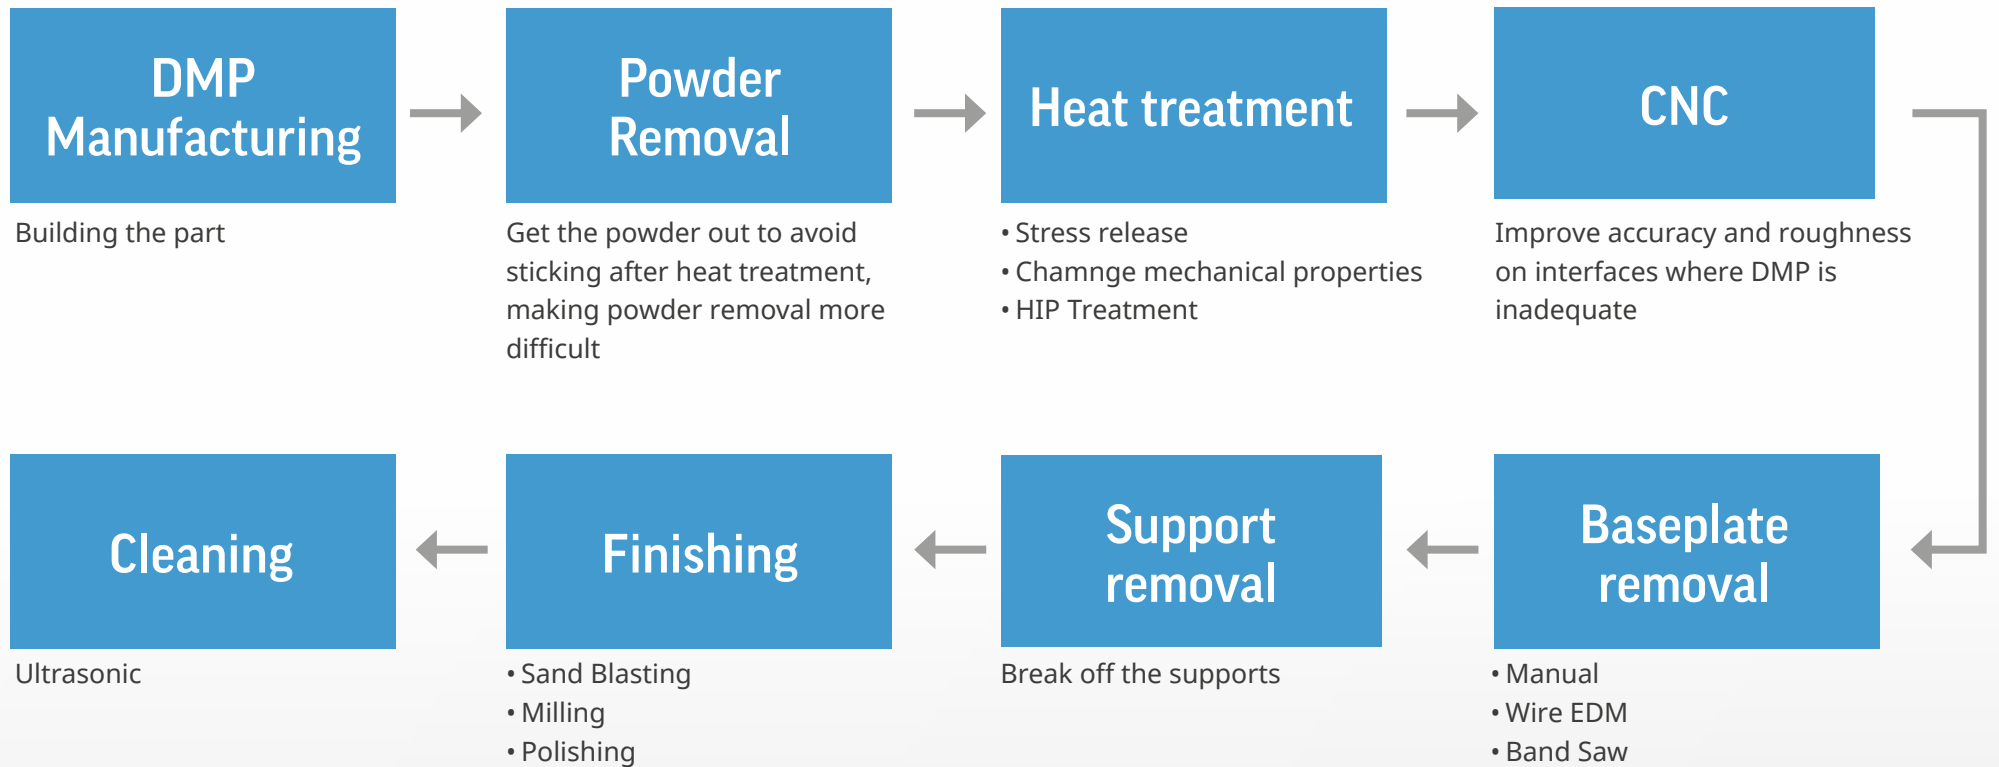 DMP
Manufacturing
Building the part
Powder
Removal
Get the powder out to avoid
sticking after heat treatment,
making powder removal more
difficult
Heat treatment
• Stress release
• Chamnge mechanical properties
• HIP Treatment
CNC
Improve accuracy and roughness
on interfaces where DMP is
inadequate
Baseplate
removal
• Manual
• Wire EDM
• Band Saw
Support
removal
Break off the supports
Finishing
• Sand Blasting
• Milling
• Polishing
Cleaning
Ultrasonic